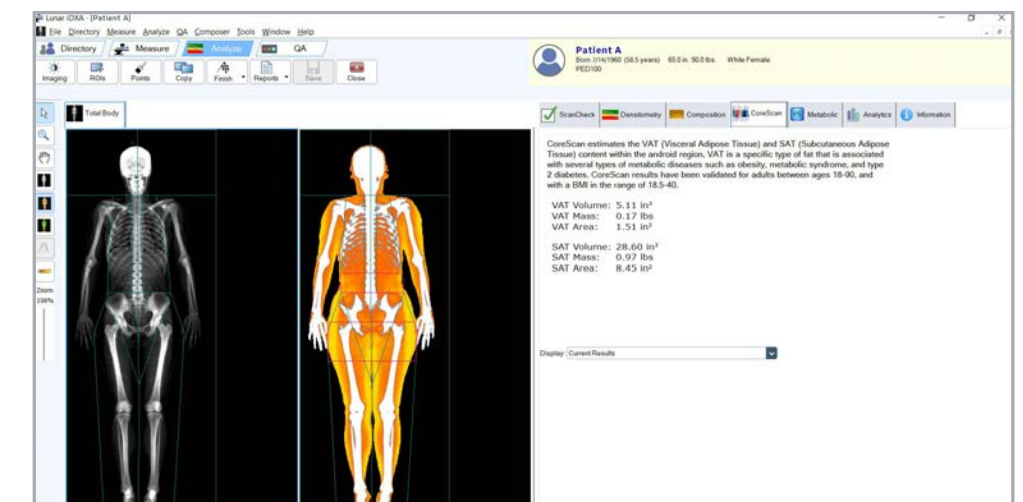 Lunar iDXA - [Patient A]
File Directory Measure Analyze QA Composer Tools Window Help
Directory Measure Analyze QA
Imaging ROIs Points Copy Finish Reports Save Close
Patient A
Born 7/14/1960 (58.5 years) 65.0 in. 90.0 lbs. White Female
PED100
Total Body
ScanCheck Densitometry Composition CoreScan Metabolic Analytics Information
CoreScan estimates the VAT (Visceral Adipose Tissue) and SAT (Subcutaneous Adipose
Tissue) content within the android region, VAT is a specific type of fat that is associated
with several types of metabolic diseases such as obesity, metabolic syndrome, and type
2 diabetes. CoreScan results have been validated for adults between ages 18-90, and
with a BMI in the range of 18.5-40.
VAT Volume: 5.11 in³
VAT Mass: 0.17 lbs
VAT Area: 1.51 in²
SAT Volume: 28.60 in³
SAT Mass: 0.97 lbs
SAT Area: 8.45 in²
Zoom
106%
Display: Current Results